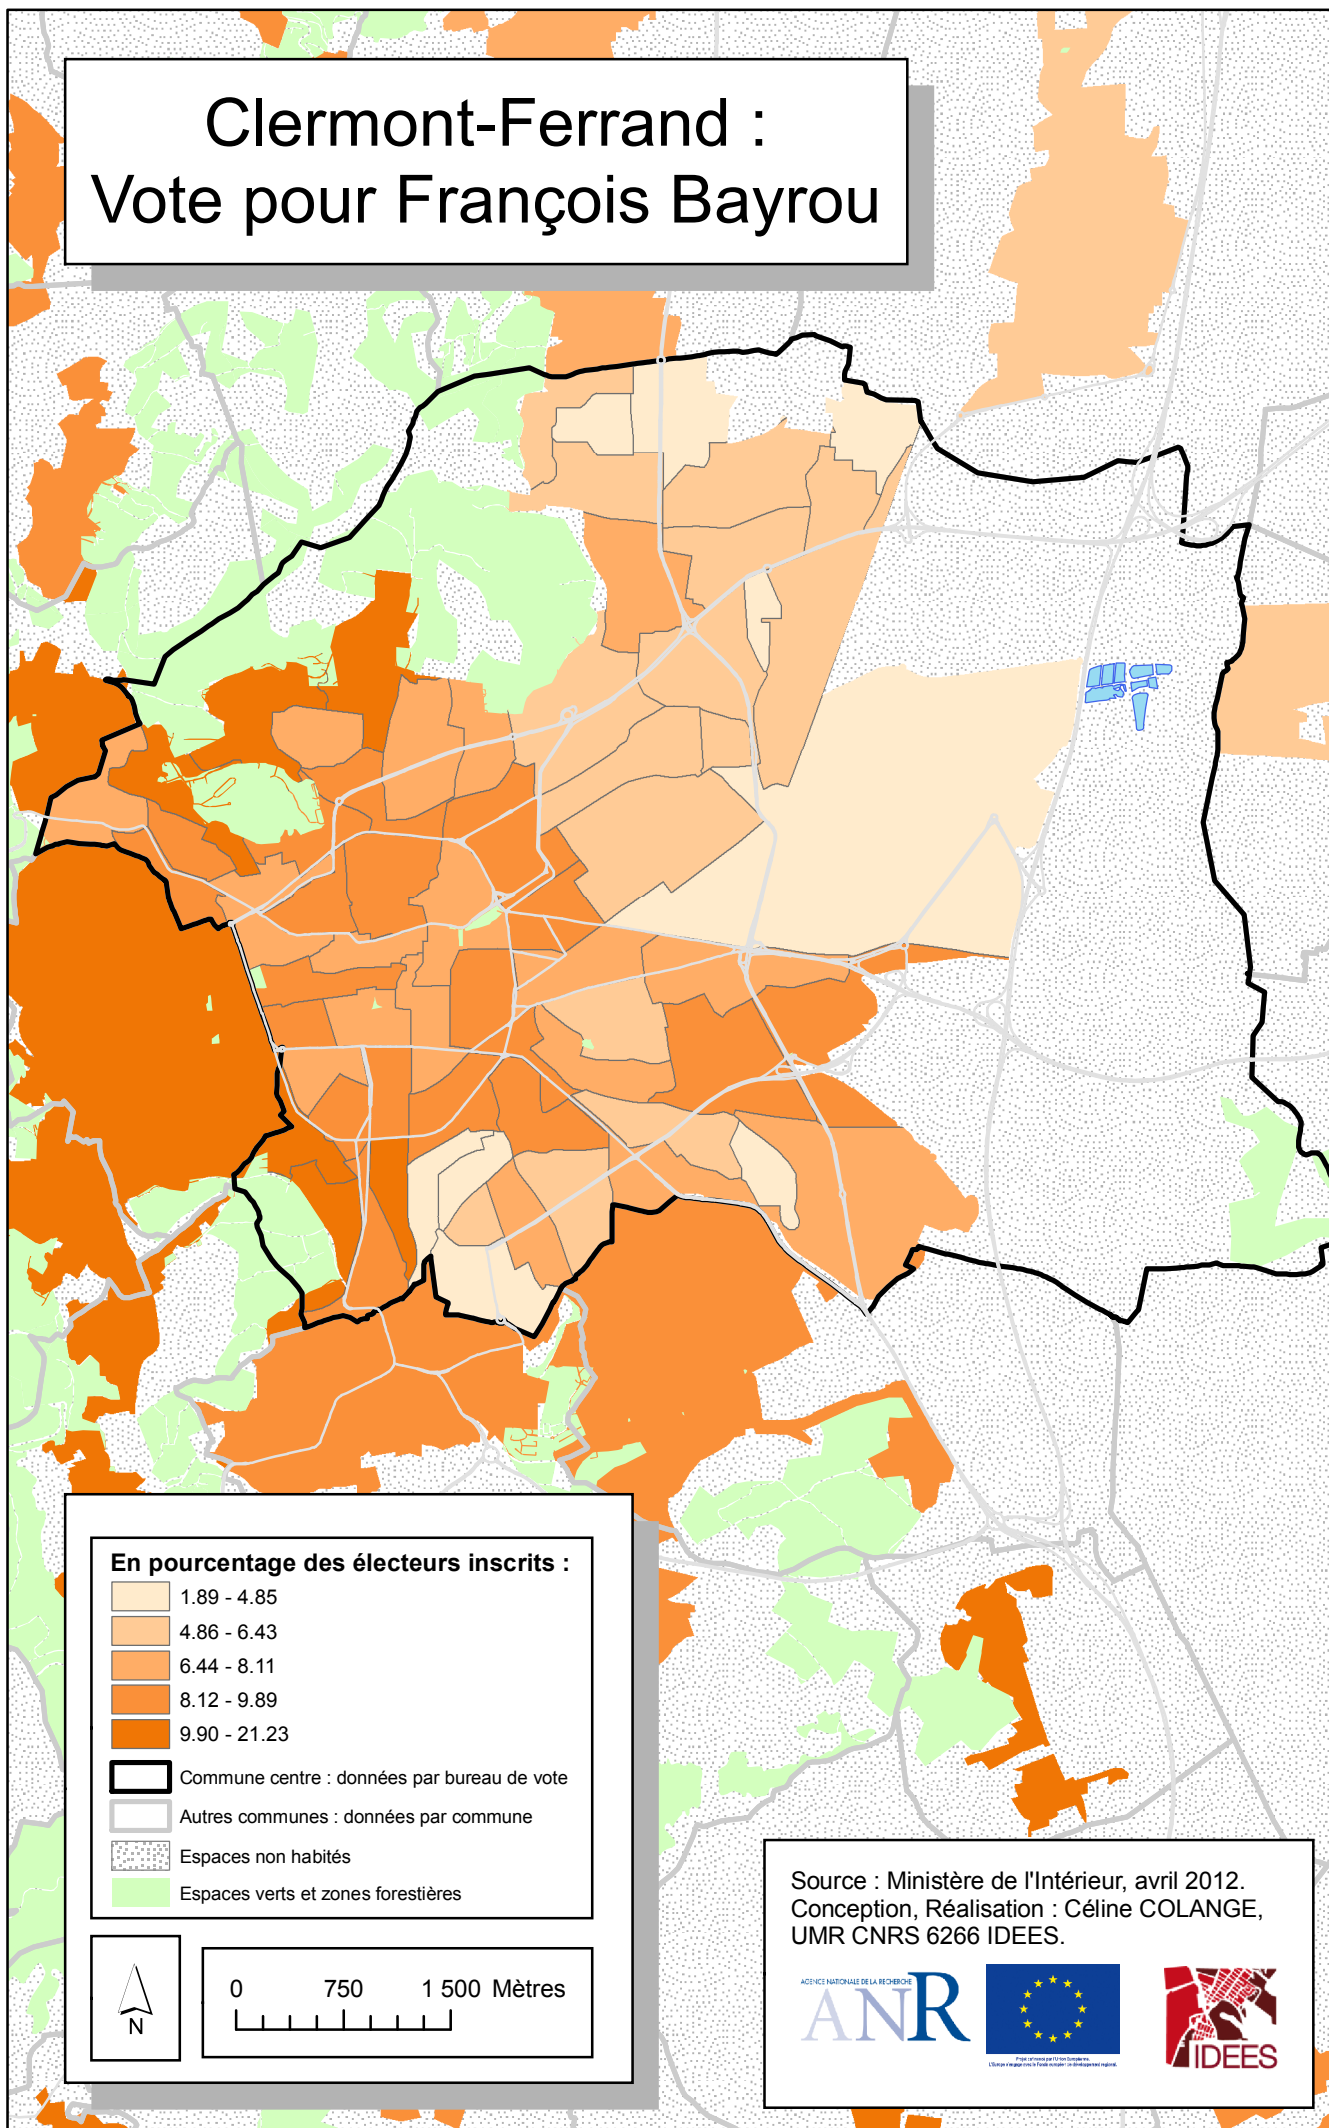 Clermont-Ferrand :
Vote pour François Bayrou
En pourcentage des électeurs inscrits :
1.89 - 4.85
4.86 - 6.43
6.44 - 8.11
8.12 - 9.89
9.90 - 21.23
Commune centre : données par bureau de vote
Autres communes : données par commune
Espaces non habités
Espaces verts et zones forestières
N
0 750 1 500 Mètres
Source : Ministère de l'Intérieur, avril 2012.
Conception, Réalisation : Céline COLANGE,
UMR CNRS 6266 IDEES.
AGENCE NATIONALE DE LA RECHERCHE
ANR
IDEES